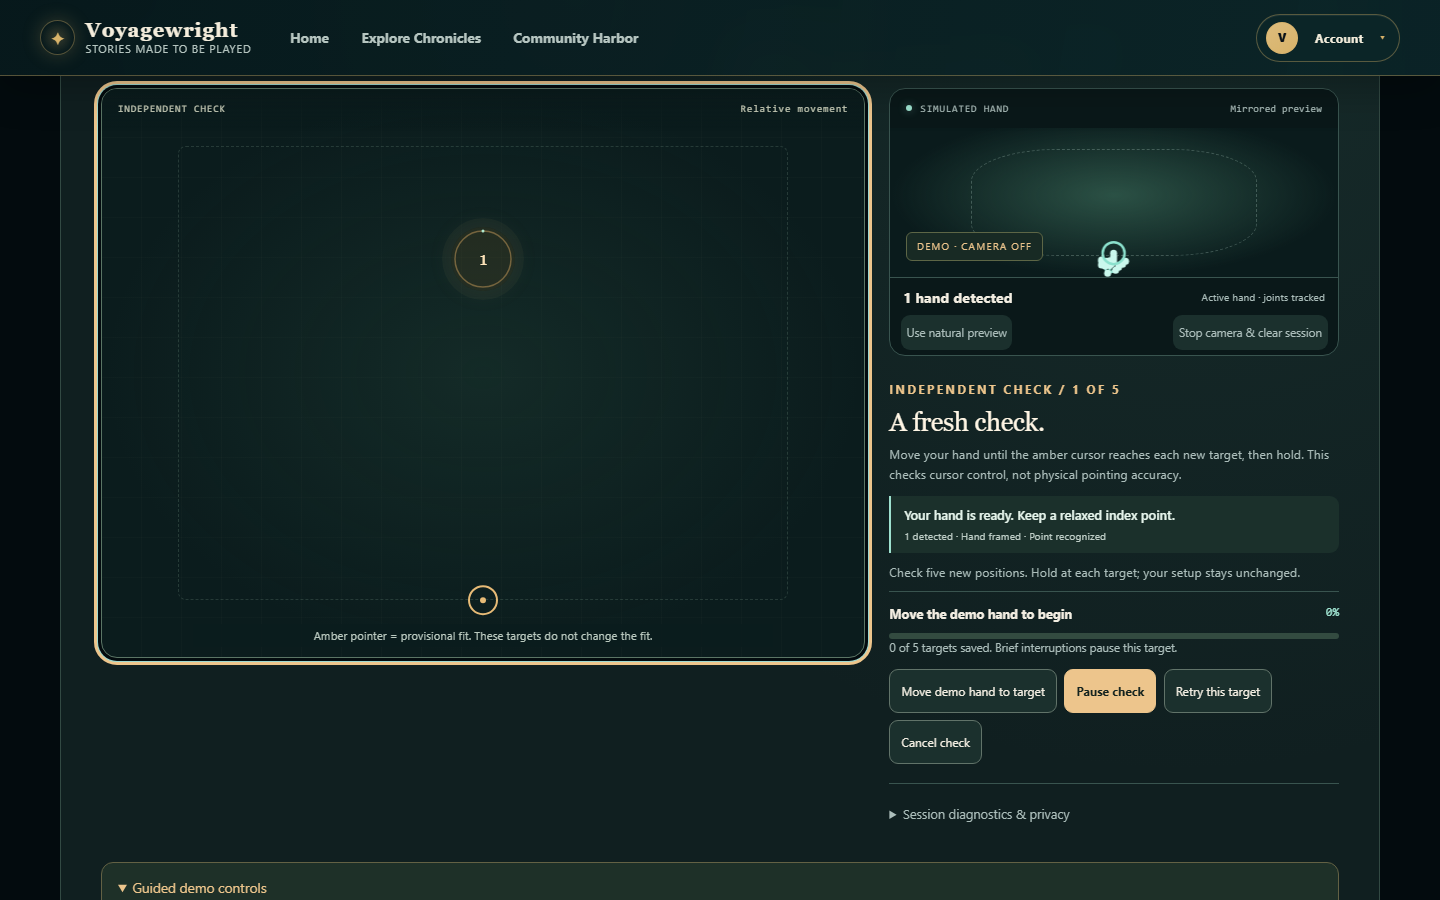 Voyagewright
STORIES MADE TO BE PLAYED
Home
Explore Chronicles
Community Harbor
V
Account
INDEPENDENT CHECK
Relative movement
1
Amber pointer = provisional fit. These targets do not change the fit.
SIMULATED HAND
Mirrored preview
DEMO · CAMERA OFF
1 hand detected
Active hand · joints tracked
Use natural preview
Stop camera & clear session
INDEPENDENT CHECK / 1 OF 5
A fresh check.
Move your hand until the amber cursor reaches each new target, then hold. This
checks cursor control, not physical pointing accuracy.
Your hand is ready. Keep a relaxed index point.
1 detected · Hand framed · Point recognized
Check five new positions. Hold at each target; your setup stays unchanged.
Move the demo hand to begin
0%
0 of 5 targets saved. Brief interruptions pause this target.
Move demo hand to target
Pause check
Retry this target
Cancel check
Session diagnostics & privacy
Guided demo controls